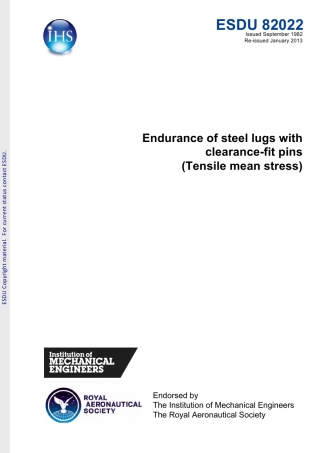 ESDU 82022
Issued September 1982
Re-issued January 2013
IHS
Endurance of steel lugs with
clearance-fit pins
(Tensile mean stress)
ESDU Copyright material. For current status contact ESDU.
Institution of
MECHANICAL
ENGINEERS
ROYAL
AERONAUTICAL
SOCIETY
Endorsed by
The Institution of Mechanical Engineers
The Royal Aeronautical Society